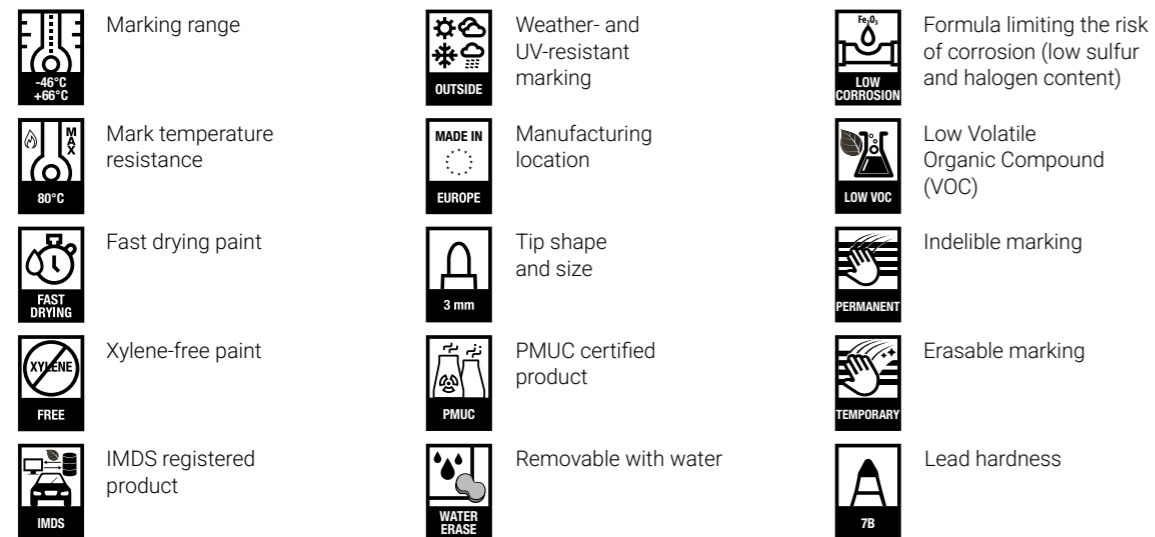 -46°C
+66°C
Marking range
MAX
80°C
Mark temperature
resistance
FAST
DRYING
Fast drying paint
XYLENE
FREE
Xylene-free paint
IMDS
IMDS registered
product
OUTSIDE
Weather- and
UV-resistant
marking
MADE IN
EUROPE
Manufacturing
location
3 mm
Tip shape
and size
PMUC
PMUC certified
product
WATER
ERASE
Removable with water
Fe₂O₃
LOW
CORROSION
Formula limiting the risk
of corrosion (low sulfur
and halogen content)
LOW VOC
Low Volatile
Organic Compound
(VOC)
PERMANENT
Indelible marking
TEMPORARY
Erasable marking
7B
Lead hardness